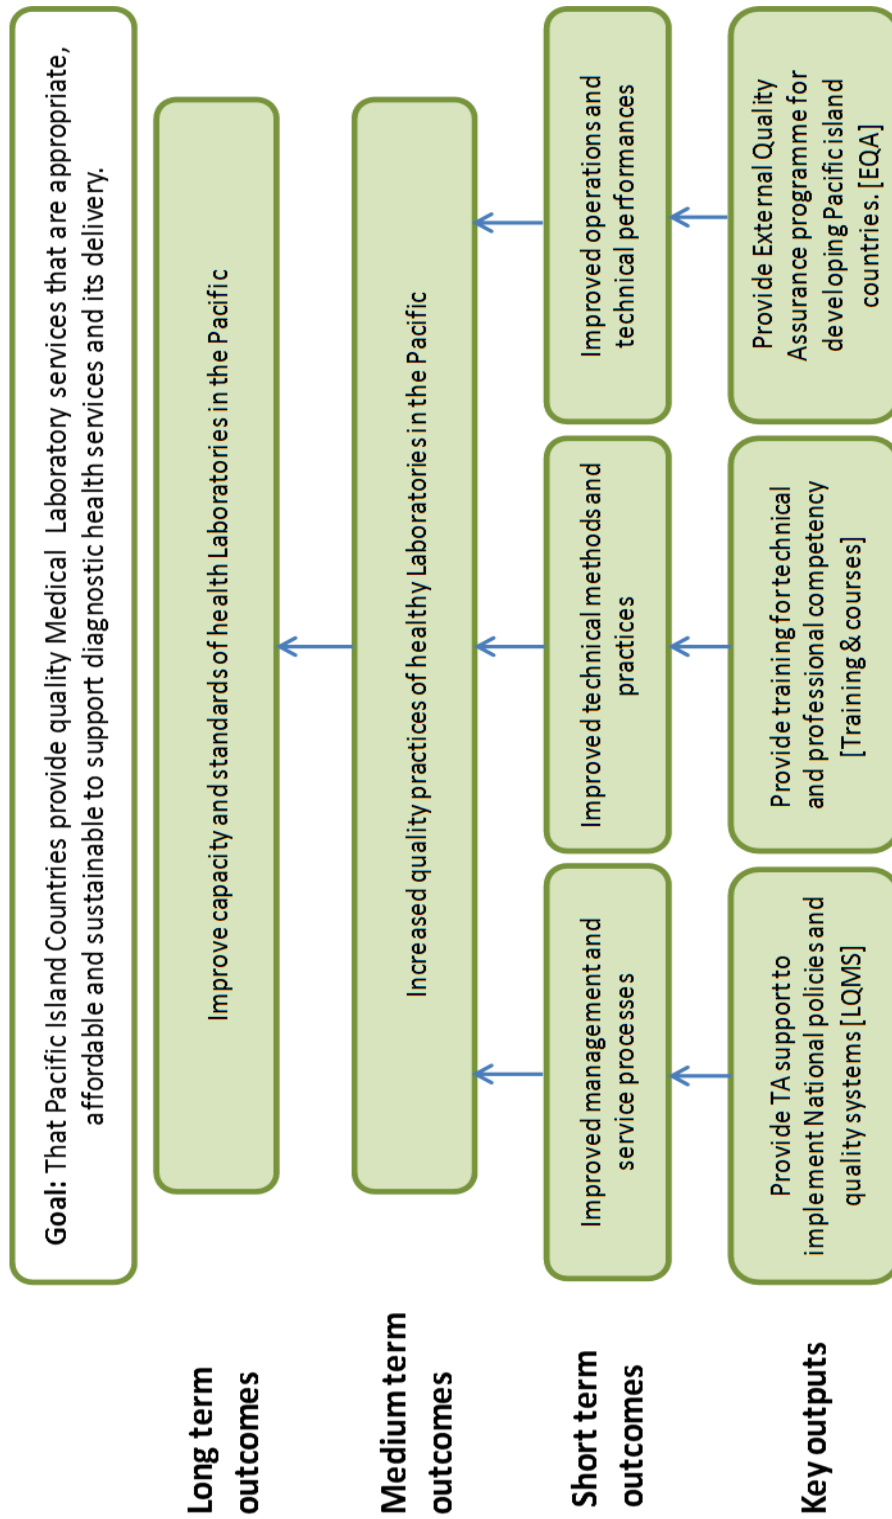 Goal: That Pacific Island Countries provide quality Medical Laboratory services that are appropriate,
affordable and sustainable to support diagnostic health services and its delivery.
Long term
outcomes
Improve capacity and standards of health Laboratories in the Pacific
Medium term
outcomes
Increased quality practices of healthy Laboratories in the Pacific
Short term
outcomes
Improved management and
service processes
Improved technical methods and
practices
Improved operations and
technical performances
Key outputs
Provide TA support to
implement National policies and
quality systems [LQMS]
Provide training for technical
and professional competency
[Training & courses]
Provide External Quality
Assurance programme for
developing Pacific island
countries. [EQA]